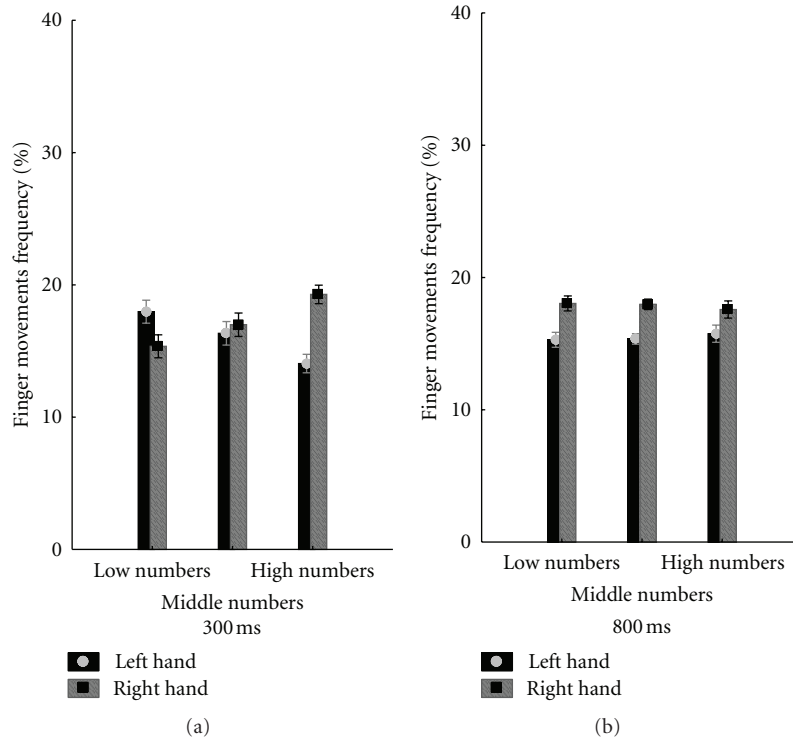 Finger movements frequency (%)
40
30
20
10
0
Low numbers
High numbers
Middle numbers
300 ms
Left hand
Right hand
(a)
Finger movements frequency (%)
40
30
20
10
0
Low numbers
High numbers
Middle numbers
800 ms
Left hand
Right hand
(b)